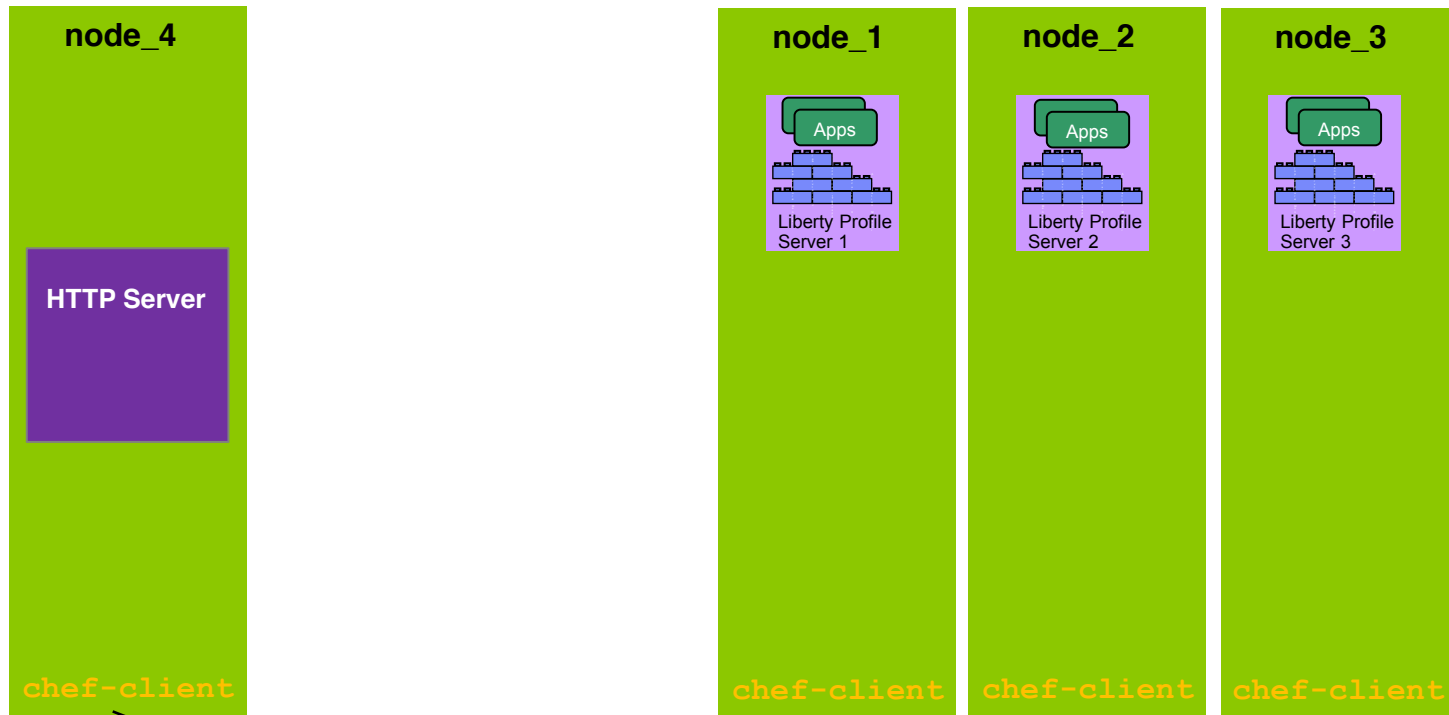 node_4
HTTP Server
chef-client
node_1
Apps
Liberty Profile
Server 1
chef-client
node_2
Apps
Liberty Profile
Server 2
chef-client
node_3
Apps
Liberty Profile
Server 3
chef-client